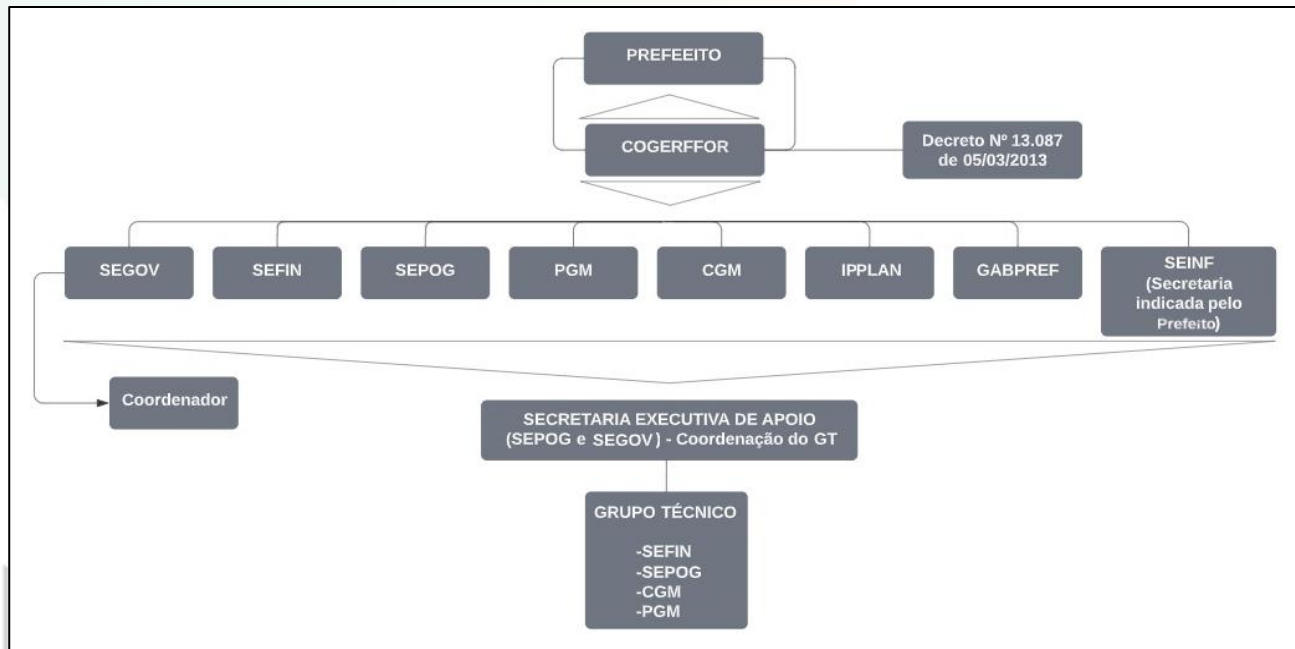 PREFEEITO
COGERFFOR
Decreto Nº 13.087
de 05/03/2013
SEGOV
SEFIN
SEPOG
PGM
CGM
IPPLAN
GABPREF
SEINF
(Secretaria
indicada pelo
Prefeito)
Coordenador
SECRETARIA EXECUTIVA DE APOIO
(SEPOG e SEGOV) - Coordenação do GT
GRUPO TÉCNICO
-SEFIN
-SEPOG
-CGM
-PGM